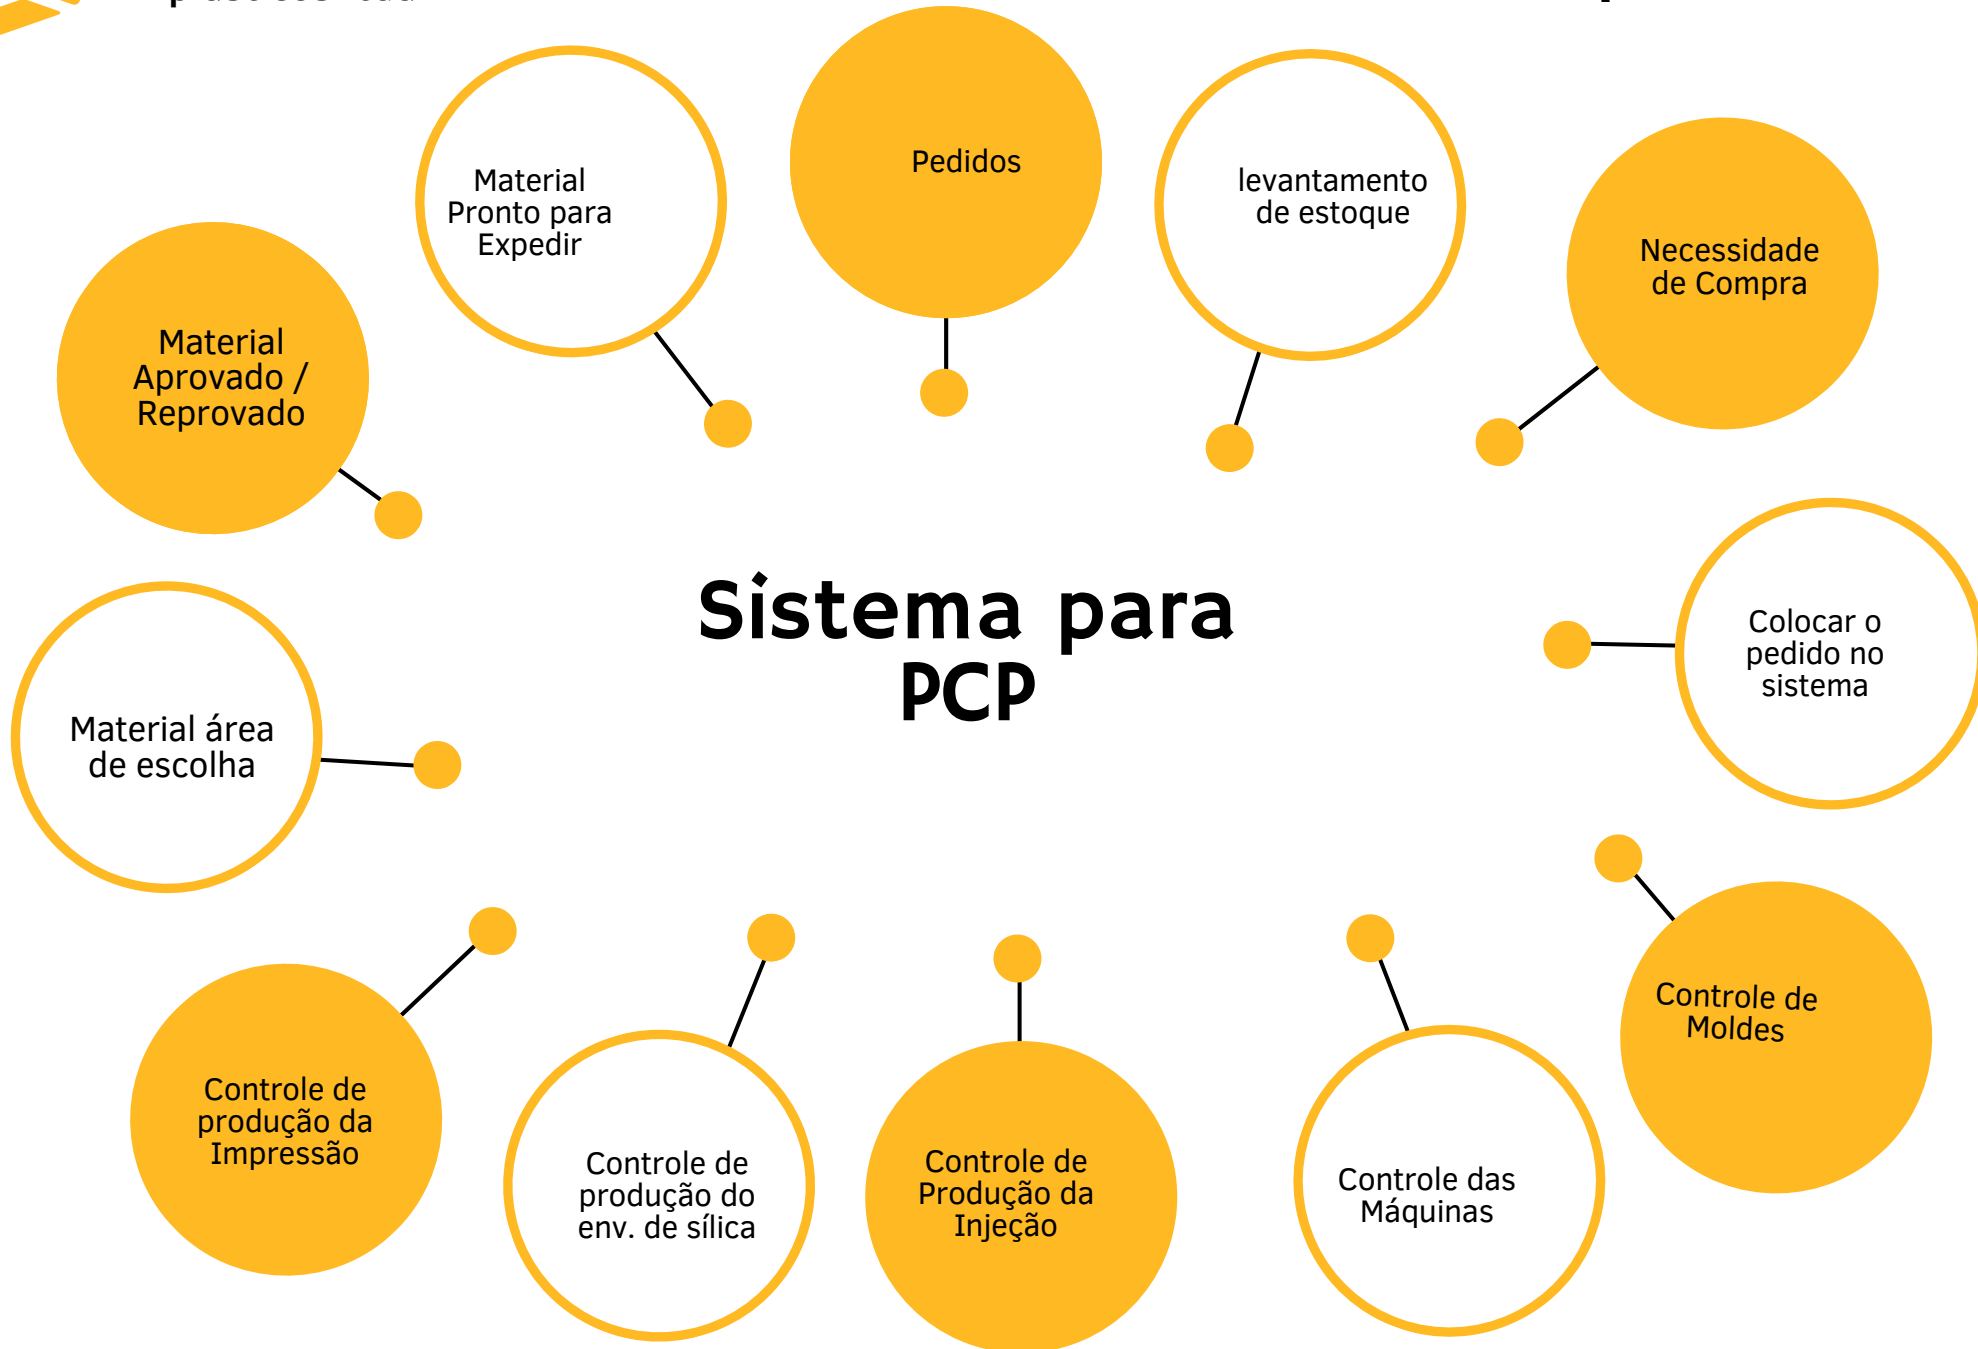 Pedidos
levantamento
de estoque
Necessidade
de Compra
Colocar o
pedido no
sistema
Controle de
Moldes
Controle das
Máquinas
Controle de
Produção da
Injeção
Controle de
produção do
env. de sílica
Controle de
produção da
Impressão
Material área
de escolha
Material
Aprovado /
Reprovado
Material
Pronto para
Expedir
Sistema para
PCP